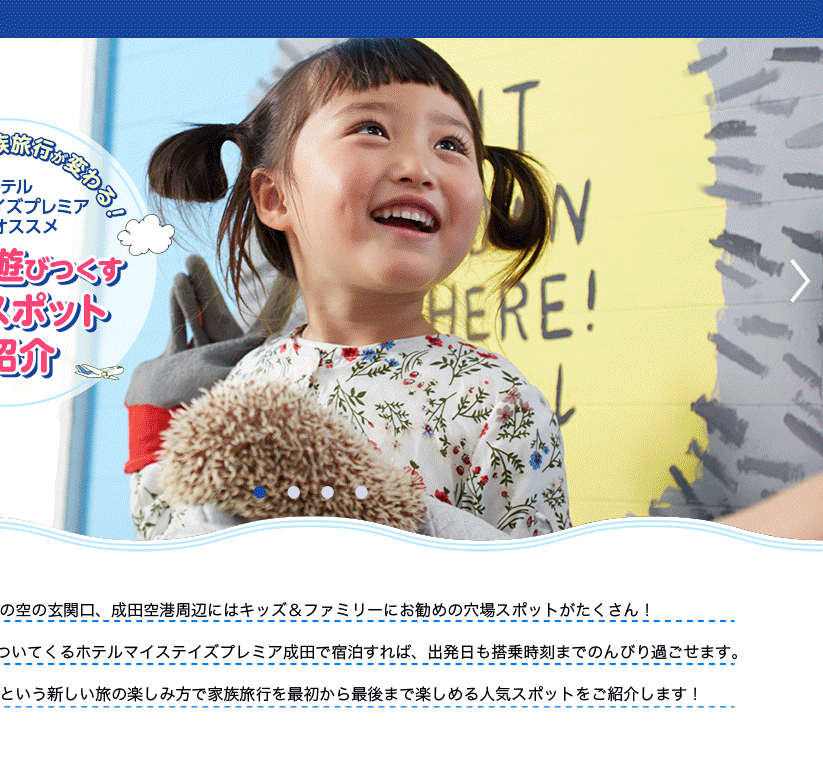 族旅行が変わる！
テル
イズプレミア
オススメ
遊びつくす
スポット
紹介
HERE!
の空の玄関口、成田空港周辺にはキッズ＆ファミリーにお勧めの穴場スポットがたくさん！
ついてくるホテルマイステイズプレミア成田で宿泊すれば、出発日も搭乗時刻までのんびり過ごせます。
という新しい旅の楽しみ方で家族旅行を最初から最後まで楽しめる人気スポットをご紹介します！